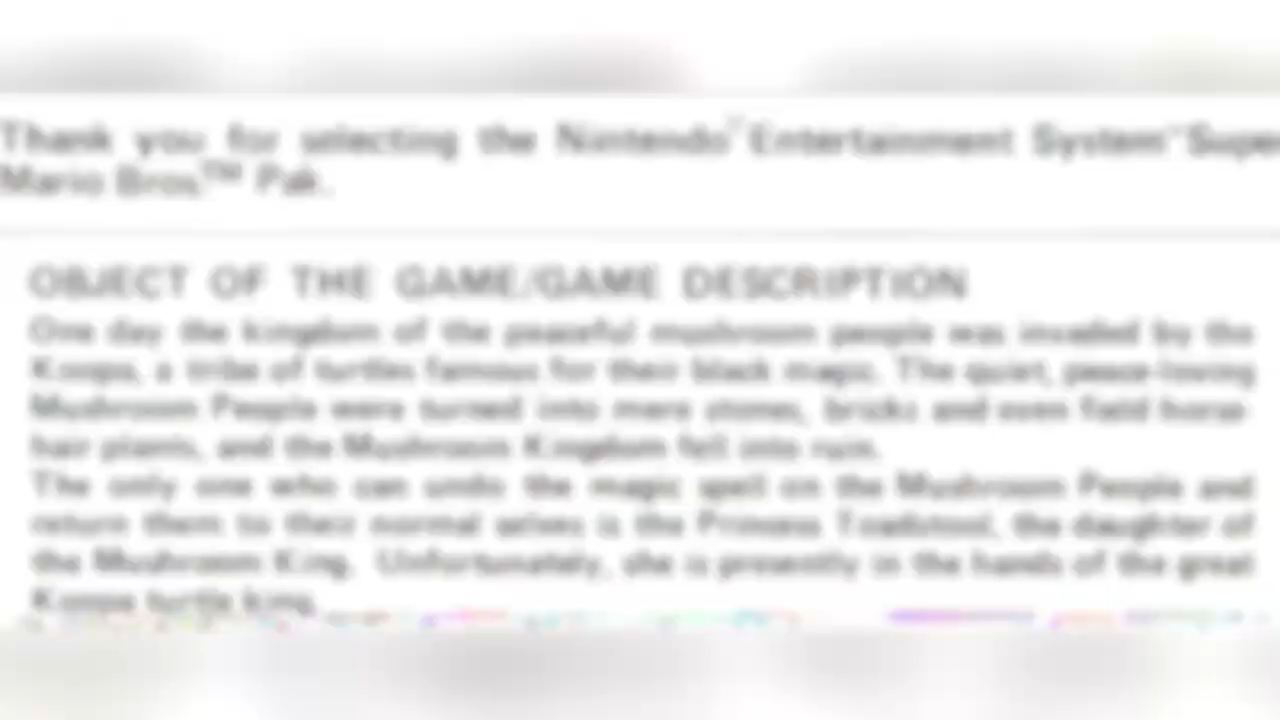 Thank you for selecting the Nintendo® Entertainment System™ Super
Mario Bros.™ Pak.
OBJECT OF THE GAME/GAME DESCRIPTION
One day the kingdom of the peaceful mushroom people was invaded by the
Koopa, a tribe of turtles famous for their black magic. The quiet, peace-loving
Mushroom People were turned into mere stones, bricks and even field horse-
hair plants, and the Mushroom Kingdom fell into ruin.
The only one who can undo the magic spell on the Mushroom People and
return them to their normal selves is the Princess Toadstool, the daughter of
the Mushroom King. Unfortunately, she is presently in the hands of the great
Koopa turtle king.